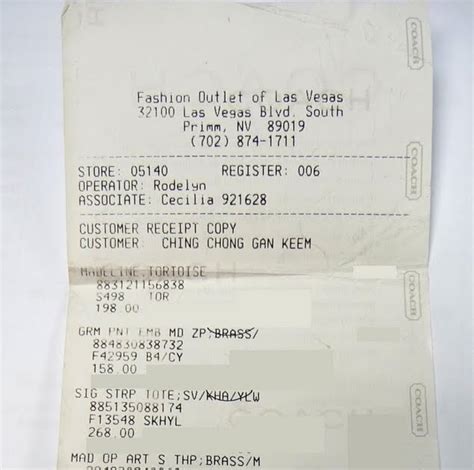 Fashion Outlet of Las Vegas
32100 Las Vegas Blvd. South
Primm, NV 89019
(702) 874-1711
STORE: 05140 REGISTER: 006
OPERATOR: Rodelyn
ASSOCIATE: Cecilia 921628
CUSTOMER RECEIPT COPY
CUSTOMER: CHING CHONG GAN KEEM
MADELINE,TORTOISE
883121156838
S498 TOR
198.00
GRM PNT EMB MD ZP;BRASS/
884830838732
F42959 B4/CY
158.00
SIG STRP TOTE;SV/KHA/YLW
885135088174
F13548 SKHYL
268.00
MAD OP ART S THP;BRASS/M
COACH
COACH
COACH
COACH